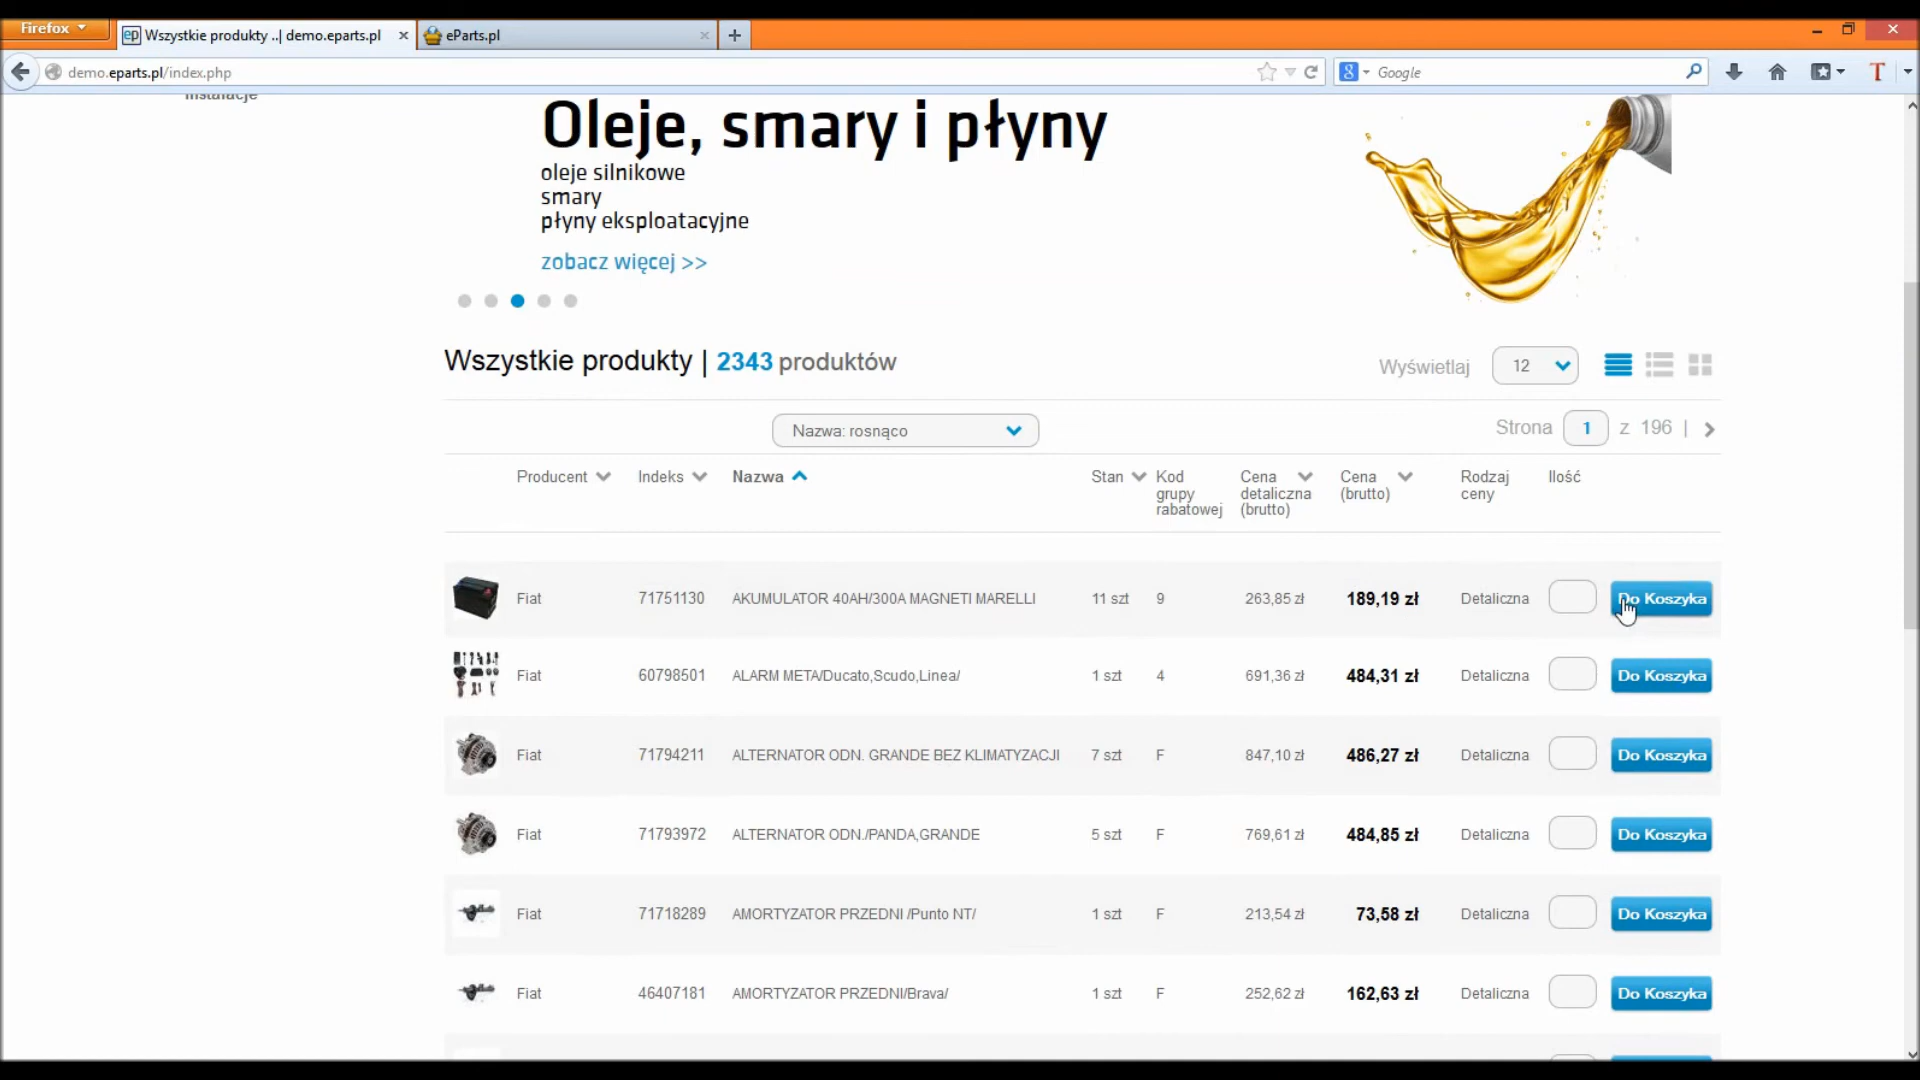 Firefox
Wszystkie produkty ..| demo.eparts.pl
eParts.pl
demo.eparts.pl/index.php
Google
Instalacje
Oleje, smary i płyny
oleje silnikowe
smary
płyny eksploatacyjne
zobacz więcej >>
Wszystkie produkty | 2343 produktów
Wyświetlaj 12
Nazwa: rosnąco
Strona 1 z 196 |
Producent Indeks Nazwa Stan Kod grupy rabatowej Cena detaliczna (brutto) Cena (brutto) Rodzaj ceny Ilość
Fiat 71751130 AKUMULATOR 40AH/300A MAGNETI MARELLI 11 szt 9 263,85 zł 189,19 zł Detaliczna Do Koszyka
Fiat 60798501 ALARM META/Ducato,Scudo,Linea/ 1 szt 4 691,36 zł 484,31 zł Detaliczna Do Koszyka
Fiat 71794211 ALTERNATOR ODN. GRANDE BEZ KLIMATYZACJI 7 szt F 847,10 zł 486,27 zł Detaliczna Do Koszyka
Fiat 71793972 ALTERNATOR ODN./PANDA,GRANDE 5 szt F 769,61 zł 484,85 zł Detaliczna Do Koszyka
Fiat 71718289 AMORTYZATOR PRZEDNI /Punto NT/ 1 szt F 213,54 zł 73,58 zł Detaliczna Do Koszyka
Fiat 46407181 AMORTYZATOR PRZEDNI/Brava/ 1 szt F 252,62 zł 162,63 zł Detaliczna Do Koszyka